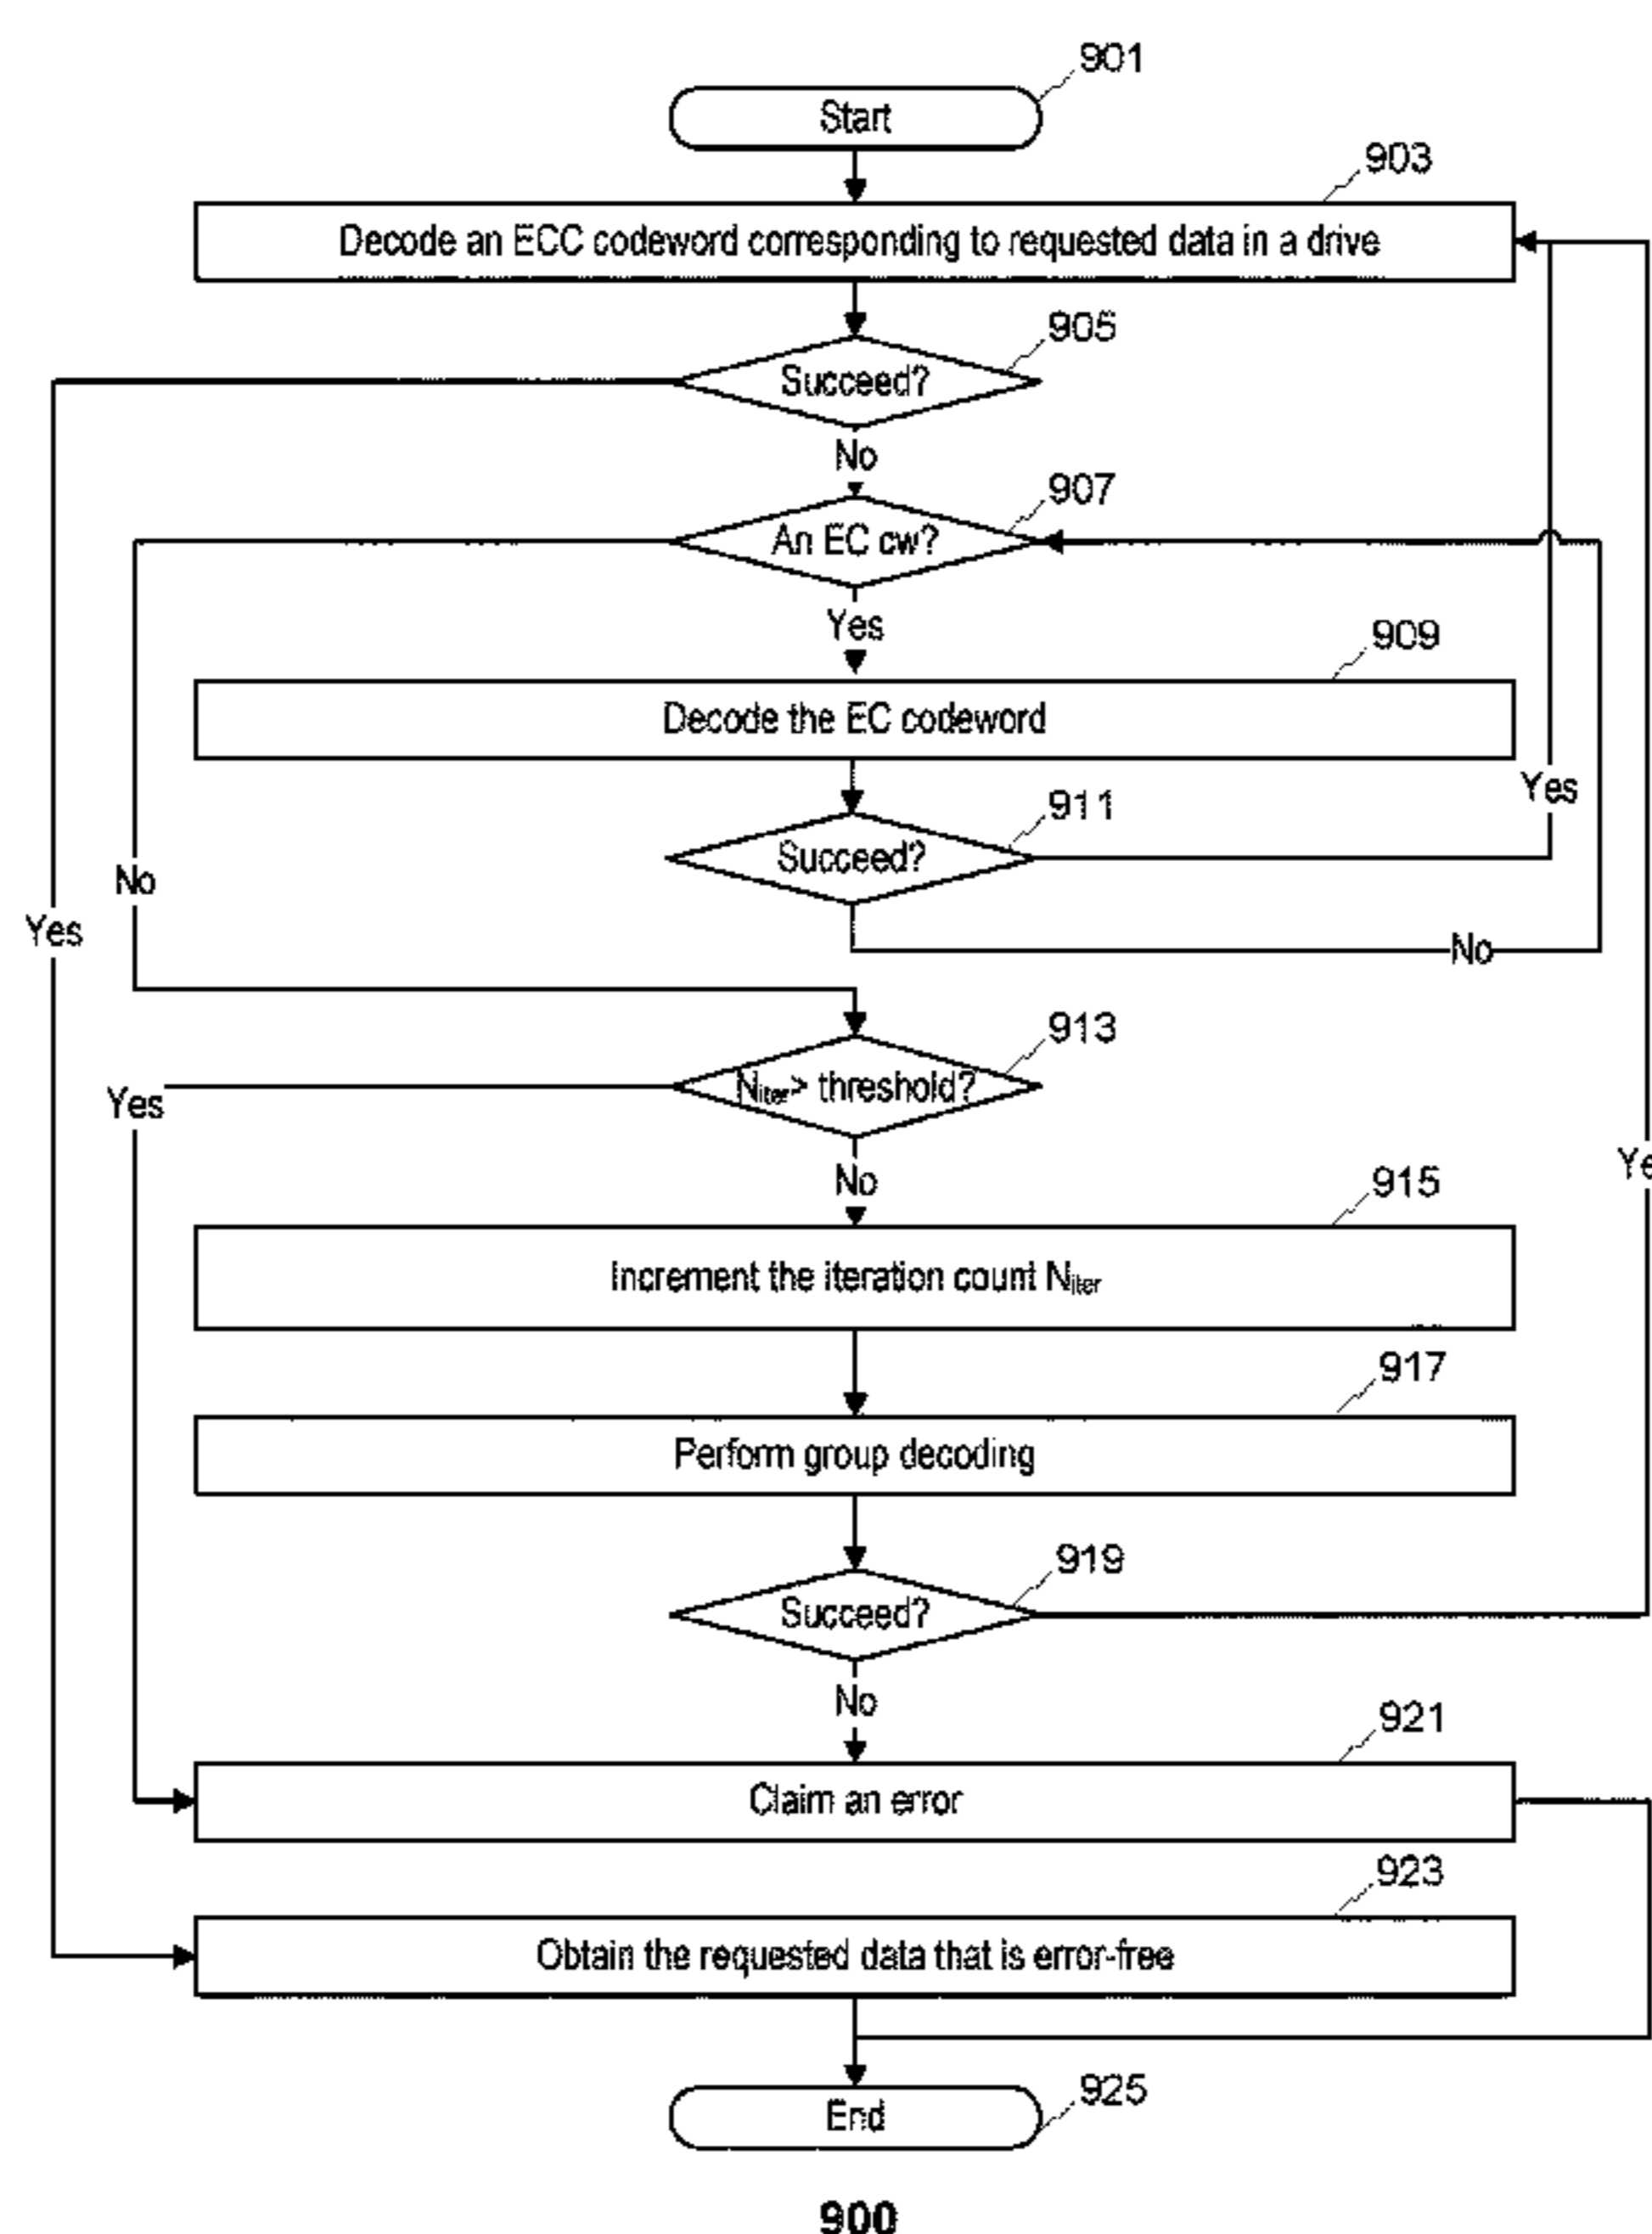 901
Start
903
Decode an ECC codeword corresponding to requested data in a drive
905
Succeed?
No
907
An EC cw?
Yes
909
Decode the EC codeword
Yes
911
Succeed?
No
Yes
No
913
Niter> threshold?
Yes
No
Ye
915
Increment the iteration count Niter
917
Perform group decoding
919
Succeed?
No
921
Claim an error
923
Obtain the requested data that is error-free
925
End
900